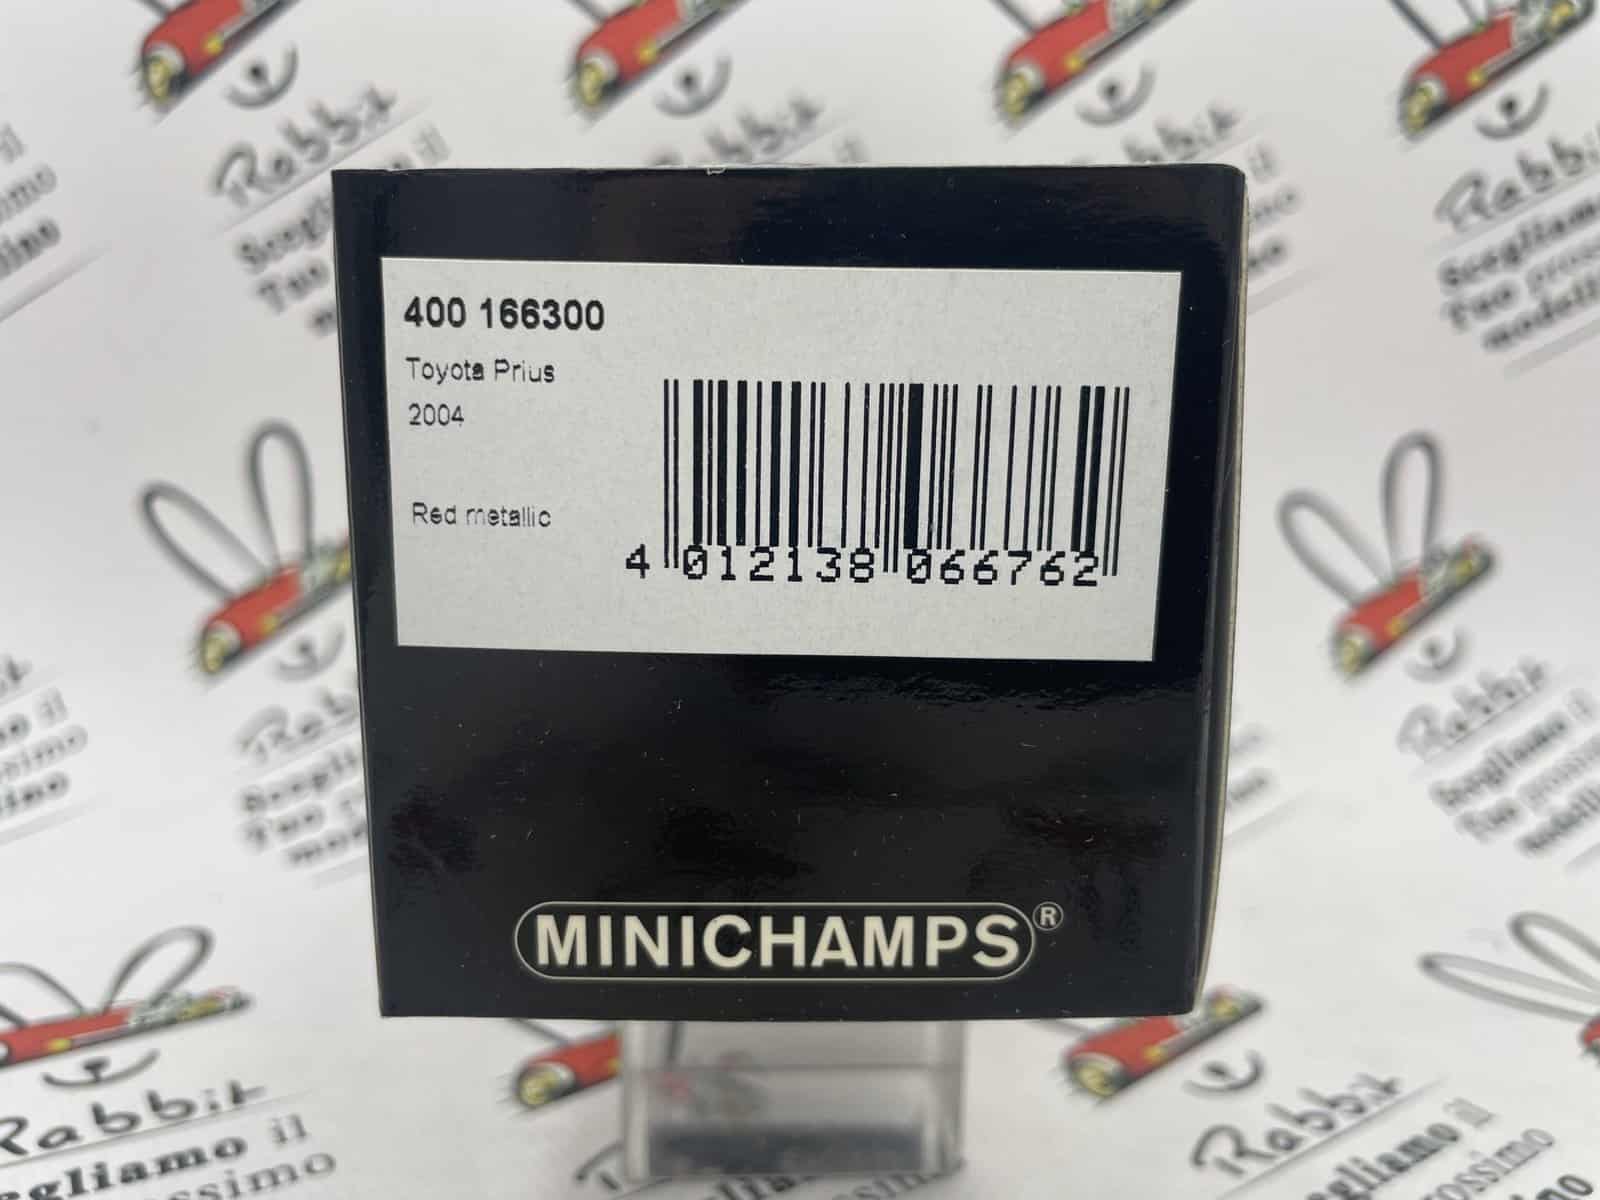 400 166300
Toyota Prius
2004
Red metallic
4 012138 066762
MINICHAMPS®
Rabbit
Scegliamo il
Tuo prossimo
modellino